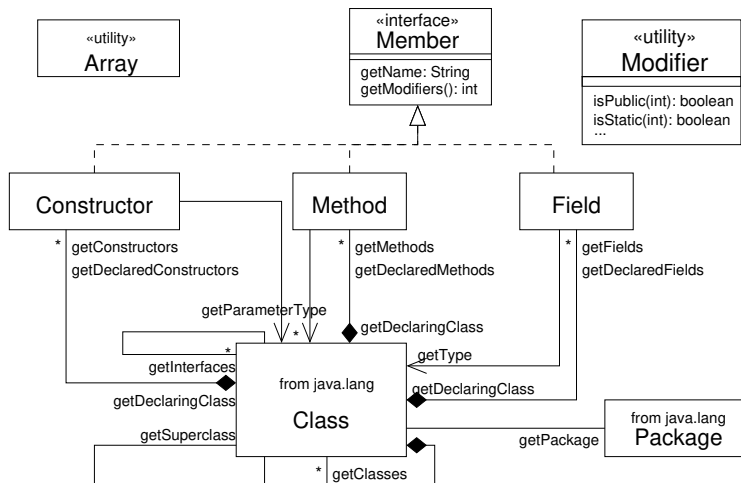 «utility»
Array
«interface»
Member
getName: String
getModifiers(): int
«utility»
Modifier
isPublic(int): boolean
isStatic(int): boolean
...
Constructor
Method
Field
* getConstructors
getDeclaredConstructors
* * getMethods
getDeclaredMethods
* getFields
getDeclaredFields
getParameterType
*
getDeclaringClass
*
getInterfaces
getType
from java.lang
Class
getDeclaringClass
getDeclaringClass
getSuperclass
from java.lang
Package
getPackage
* getClasses